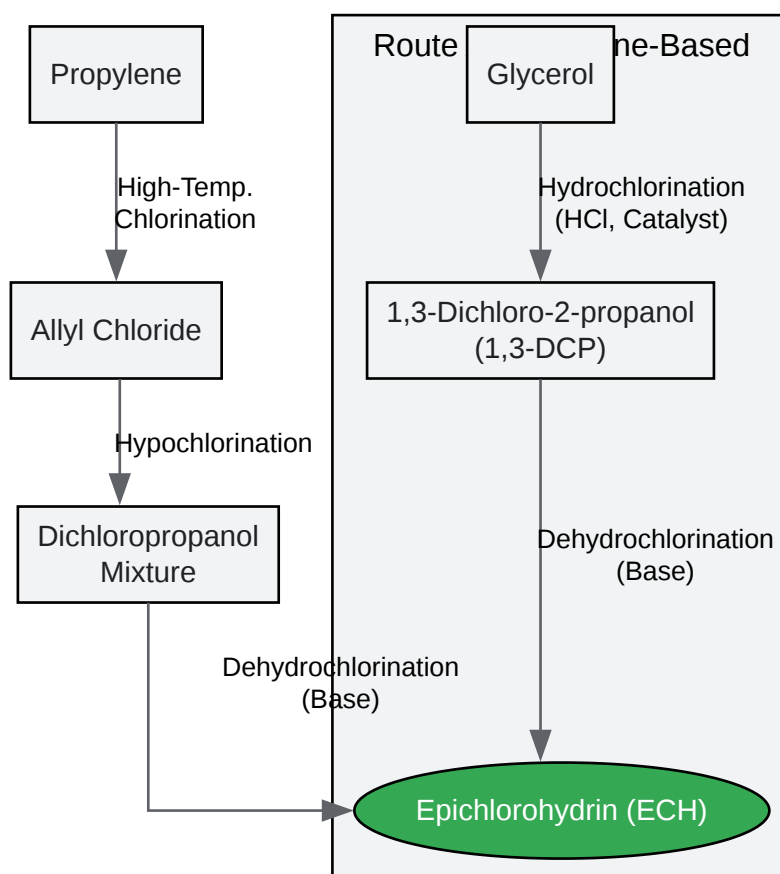 Route ne-Based
Propylene
Glycerol
High-Temp.
Chlorination
Hydrochlorination
(HCl, Catalyst)
Allyl Chloride
1,3-Dichloro-2-propanol
(1,3-DCP)
Hypochlorination
Dichloropropanol
Mixture
Dehydrochlorination
(Base)
Dehydrochlorination
(Base)
Epichlorohydrin (ECH)